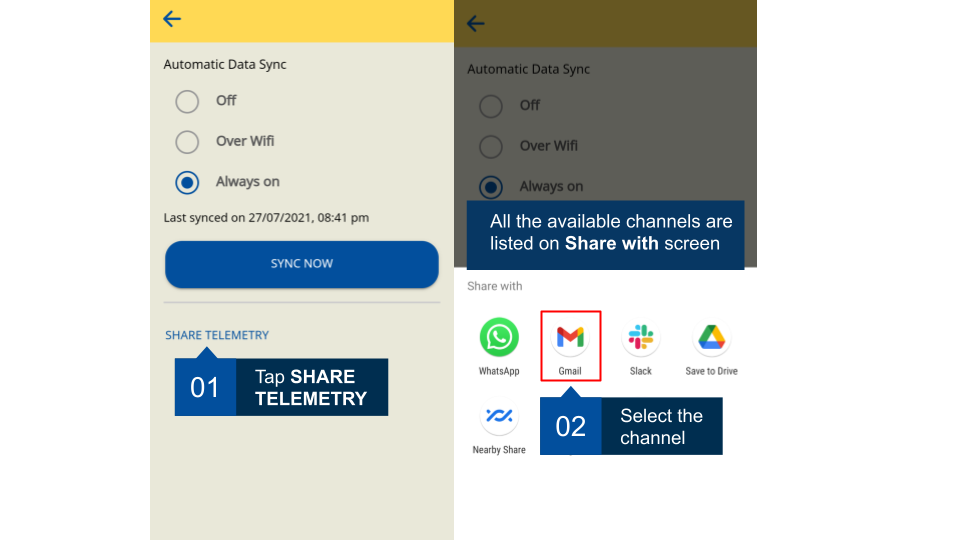 Automatic Data Sync
Off
Over Wifi
Always on
Last synced on 27/07/2021, 08:41 pm
SYNC NOW
SHARE TELEMETRY
01
Tap SHARE
TELEMETRY
Automatic Data Sync
Off
Over Wifi
Always on
All the available channels are
listed on Share with screen
Share with
WhatsApp
Gmail
Slack
Save to Drive
Nearby Share
02
Select the
channel